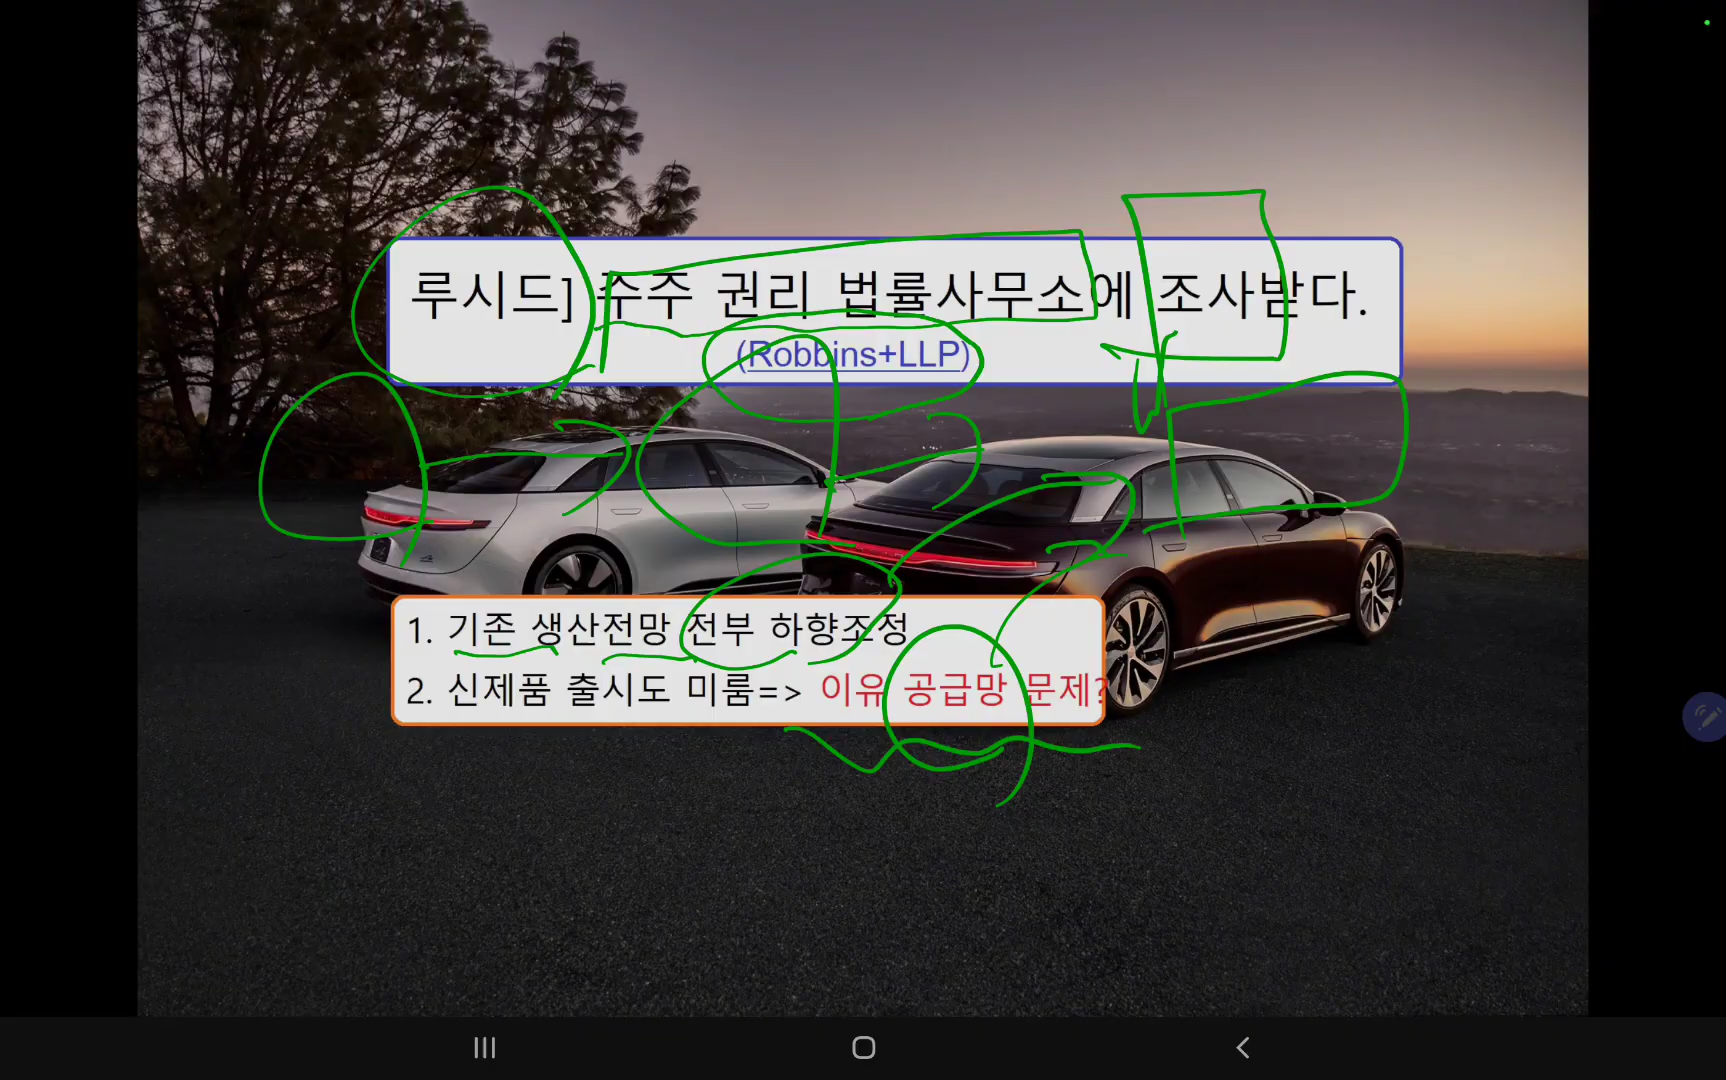 루시드] 주주 권리 법률사무소에 조사받다.
(Robbins+LLP)
1. 기존 생산전망 전부 하향조정
2. 신제품 출시도 미룸=> 이유 공급망 문제?